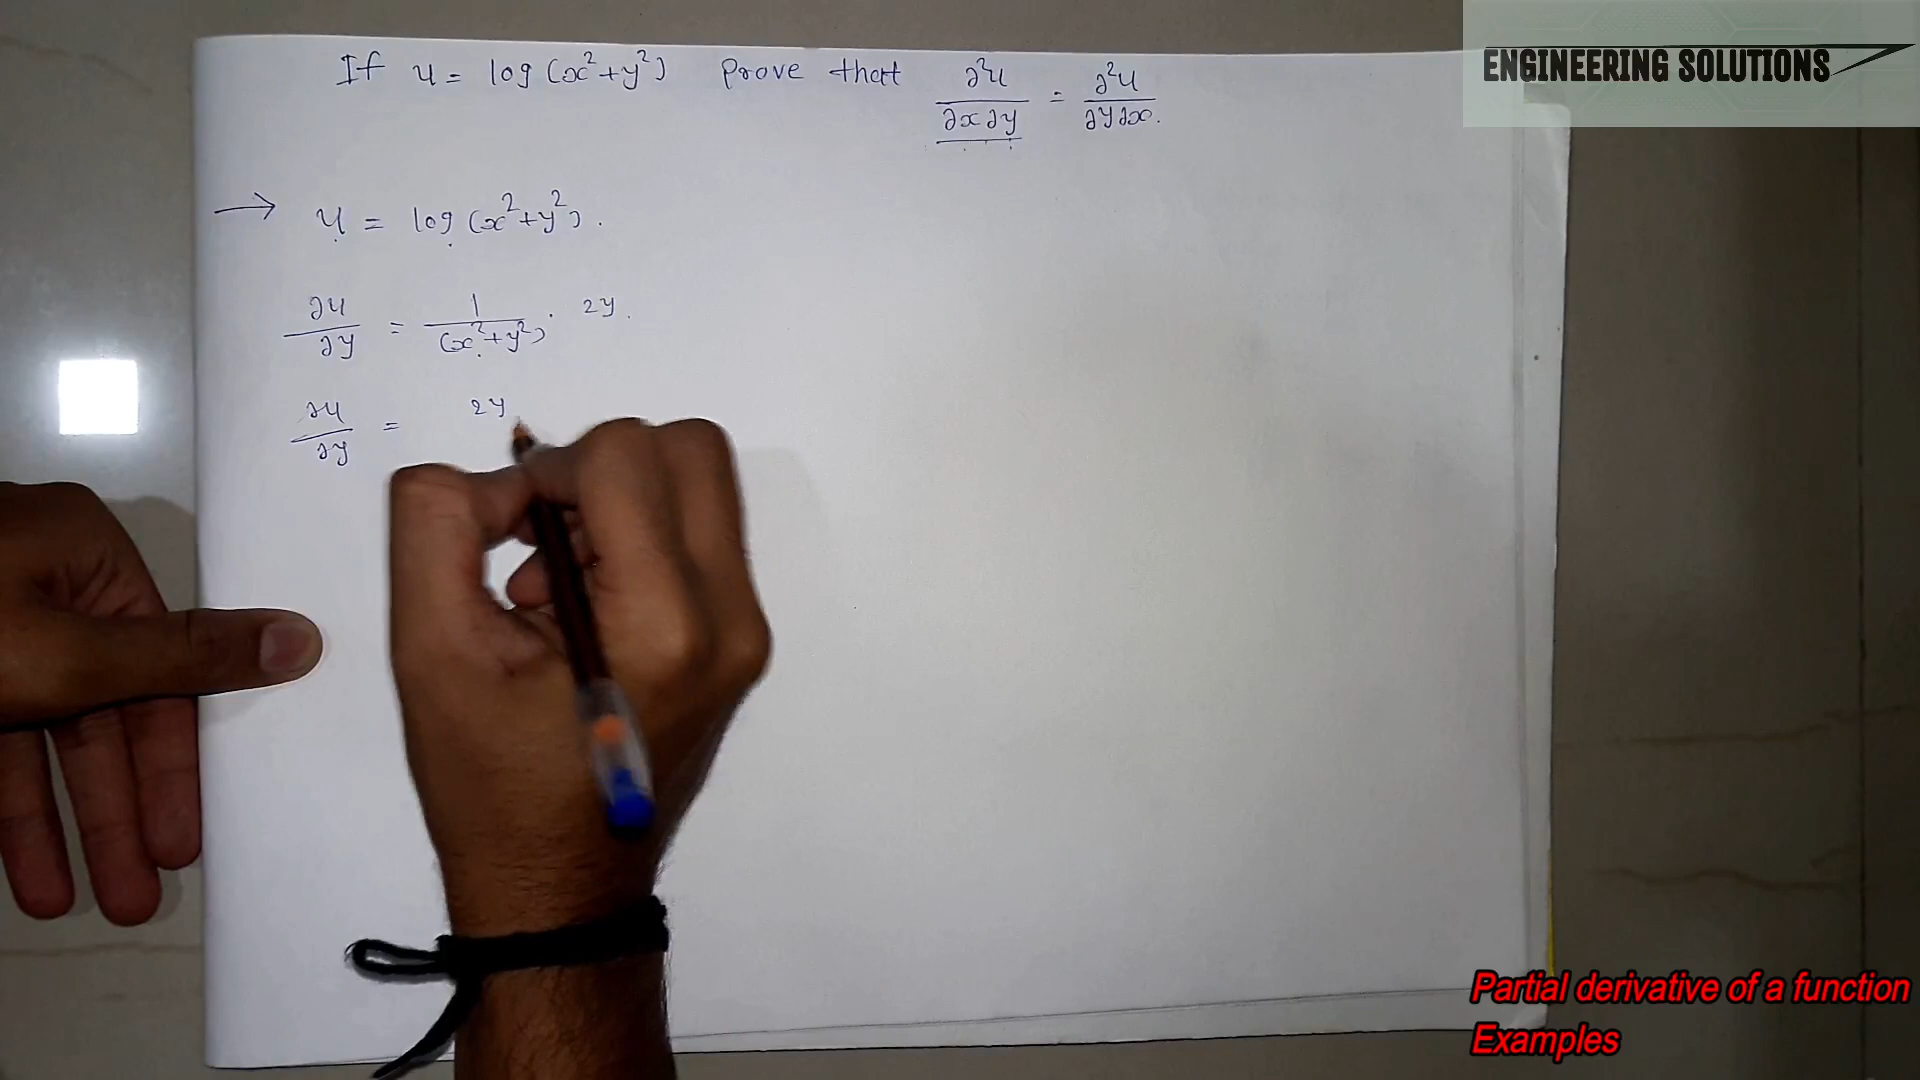 If u = log (x²+y²) Prove that ∂²u/∂x∂y = ∂²u/∂y∂x.
→ u = log (x²+y²).
∂u/∂y = 1/(x²+y²) · 2y.
∂u/∂y = 2y
ENGINEERING SOLUTIONS
Partial derivative of a function
Examples